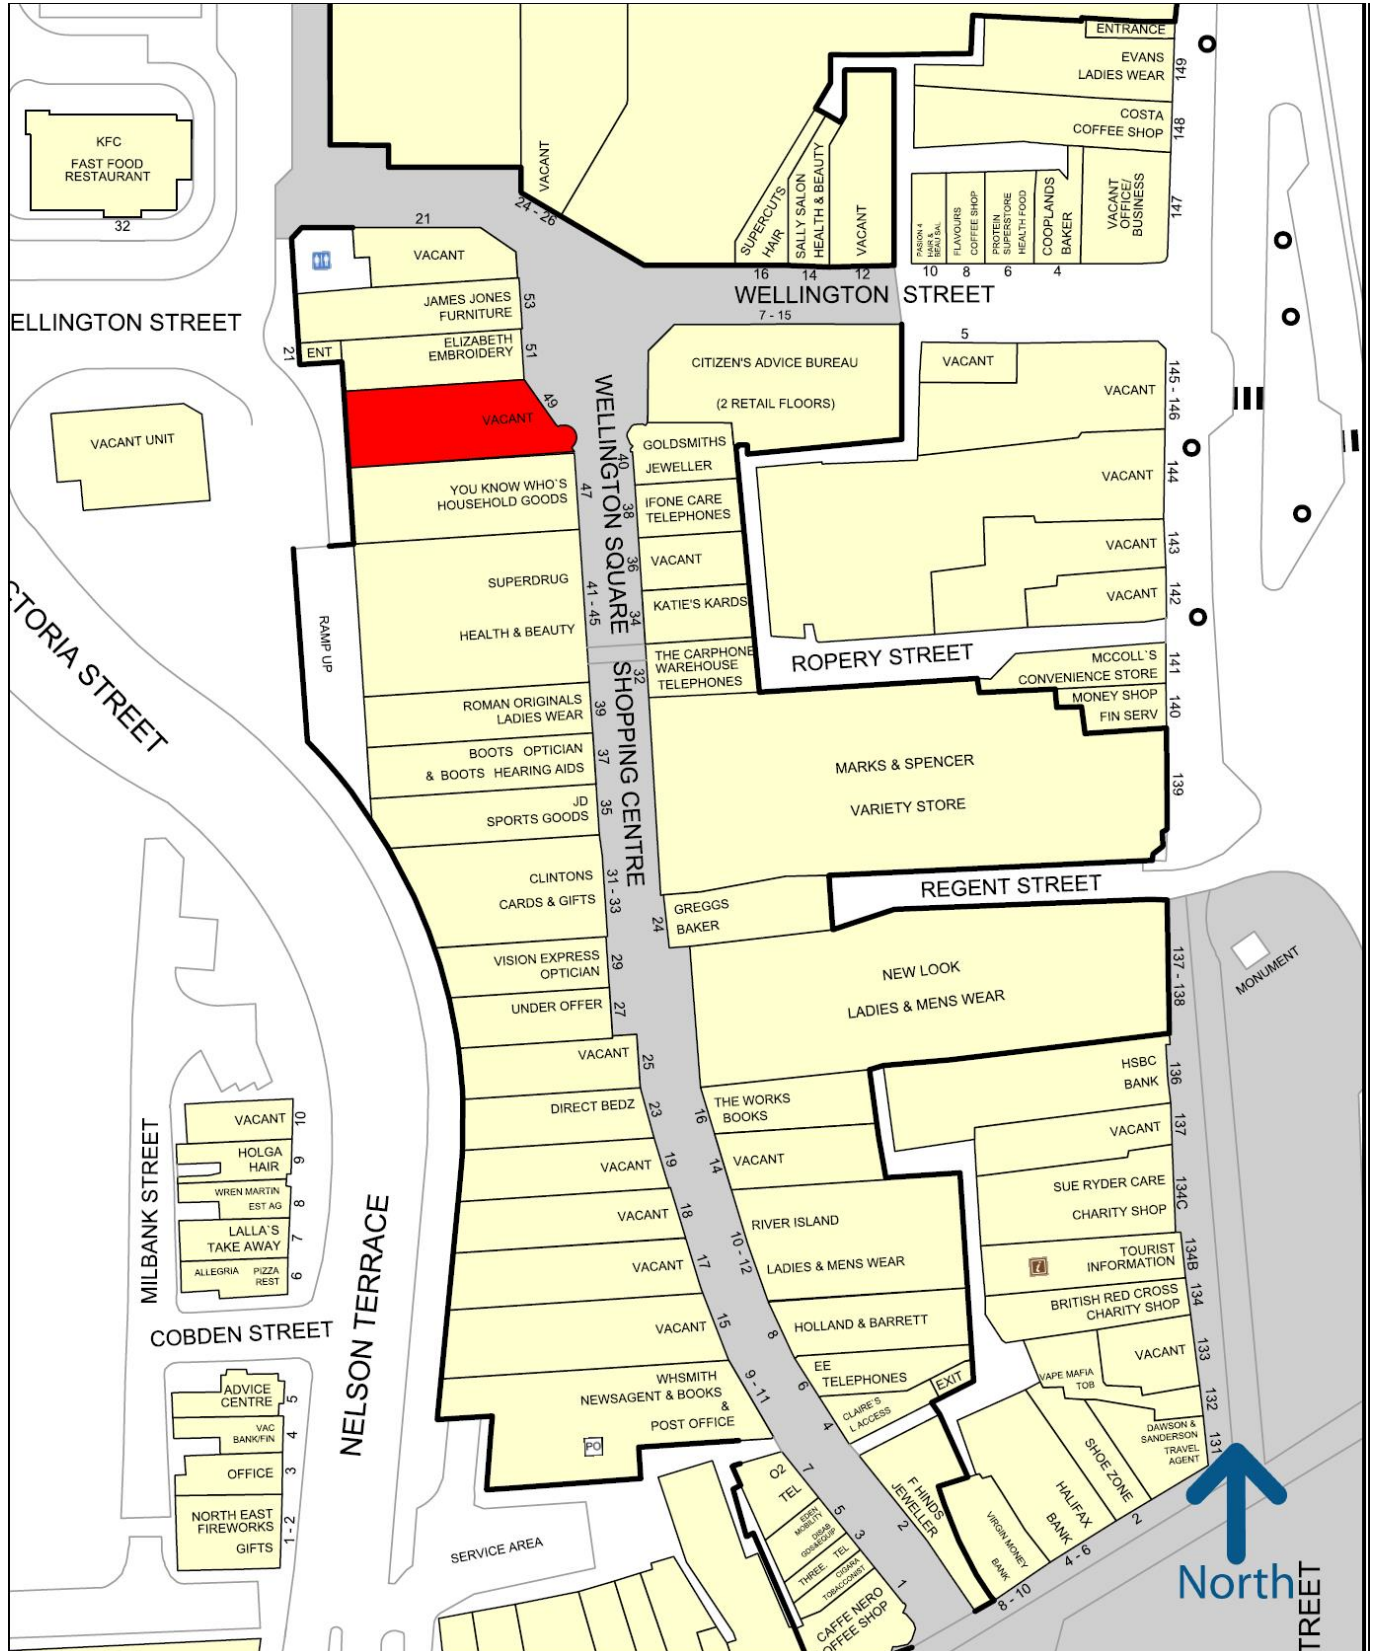 ENTRANCE
EVANS
LADIES WEAR
149
COSTA
COFFEE SHOP
148
KFC
FAST FOOD
RESTAURANT
32
VACANT
24 - 26
SUPERCUTS
HAIR
16
SALLY SALON
HEALTH & BEAUTY
14
VACANT
12
PASION 4
HAIR &
BEAU SAL
10
FLAVOURS
COFFEE SHOP
8
PROTEIN
SUPERSTORE
HEALTH FOOD
6
COOPLANDS
BAKER
4
VACANT
OFFICE/
BUSINESS
147
21
VACANT
WELLINGTON STREET
7 - 15
JAMES JONES
FURNITURE
53
ELLINGTON STREET
21
ENT
ELIZABETH
EMBROIDERY
51
CITIZEN'S ADVICE BUREAU
(2 RETAIL FLOORS)
5
VACANT
VACANT
145 - 146
49
VACANT
WELLINGTON SQUARE
SHOPPING CENTRE
VACANT UNIT
GOLDSMITHS
JEWELLER
40
VACANT
144
YOU KNOW WHO`S
HOUSEHOLD GOODS
47
IFONE CARE
TELEPHONES
38
VACANT
143
VACANT
36
SUPERDRUG
HEALTH & BEAUTY
41 - 45
KATIE'S KARDS
34
VACANT
142
CTORIA STREET
RAMP UP
THE CARPHONE
WAREHOUSE
TELEPHONES
32
ROPERY STREET
MCCOLL`S
CONVENIENCE STORE
141
MONEY SHOP
FIN SERV
140
ROMAN ORIGINALS
LADIES WEAR
39
BOOTS OPTICIAN
& BOOTS HEARING AIDS
37
MARKS & SPENCER
VARIETY STORE
139
JD
SPORTS GOODS
35
CLINTONS
CARDS & GIFTS
31 - 33
REGENT STREET
GREGGS
BAKER
24
VISION EXPRESS
OPTICIAN
29
NEW LOOK
LADIES & MENS WEAR
137 - 138
MONUMENT
UNDER OFFER
27
VACANT
25
HSBC
BANK
136
DIRECT BEDZ
23
THE WORKS
BOOKS
16
VACANT
137
VACANT
10
HOLGA
HAIR
9
WREN MARTIN
EST AG
8
LALLA`S
TAKE AWAY
7
ALLEGRIA PIZZA
REST
6
MILBANK STREET
NELSON TERRACE
COBDEN STREET
VACANT
19
VACANT
14
SUE RYDER CARE
CHARITY SHOP
134C
VACANT
18
RIVER ISLAND
LADIES & MENS WEAR
10 - 12
VACANT
17
TOURIST
INFORMATION
134B
BRITISH RED CROSS
CHARITY SHOP
134
VACANT
15
HOLLAND & BARRETT
8
VACANT
133
WHSMITH
NEWSAGENT & BOOKS
&
POST OFFICE
9 - 11
PO
EE
TELEPHONES
6
EXIT
CLAIRE'S
L ACCESS
4
VAPE MAFIA
TOB
132
DAWSON &
SANDERSON
TRAVEL
AGENT
131
ADVICE
CENTRE
5
VAC
BANK/FIN
4
OFFICE
3
NORTH EAST
FIREWORKS
GIFTS
1 - 2
SERVICE AREA
O2
TEL
7
EDEN
MOBILITY
DISAB
GDS&EQUIP
5
THREE. TEL
3
CIGARA
TOBACCONIST
CAFFE NERO
OFFEE SHOP
1
F HINDS
JEWELLER
2
VIRGIN MONEY
BANK
8 - 10
HALIFAX
BANK
4 - 6
SHOE ZONE
2
North
TREET